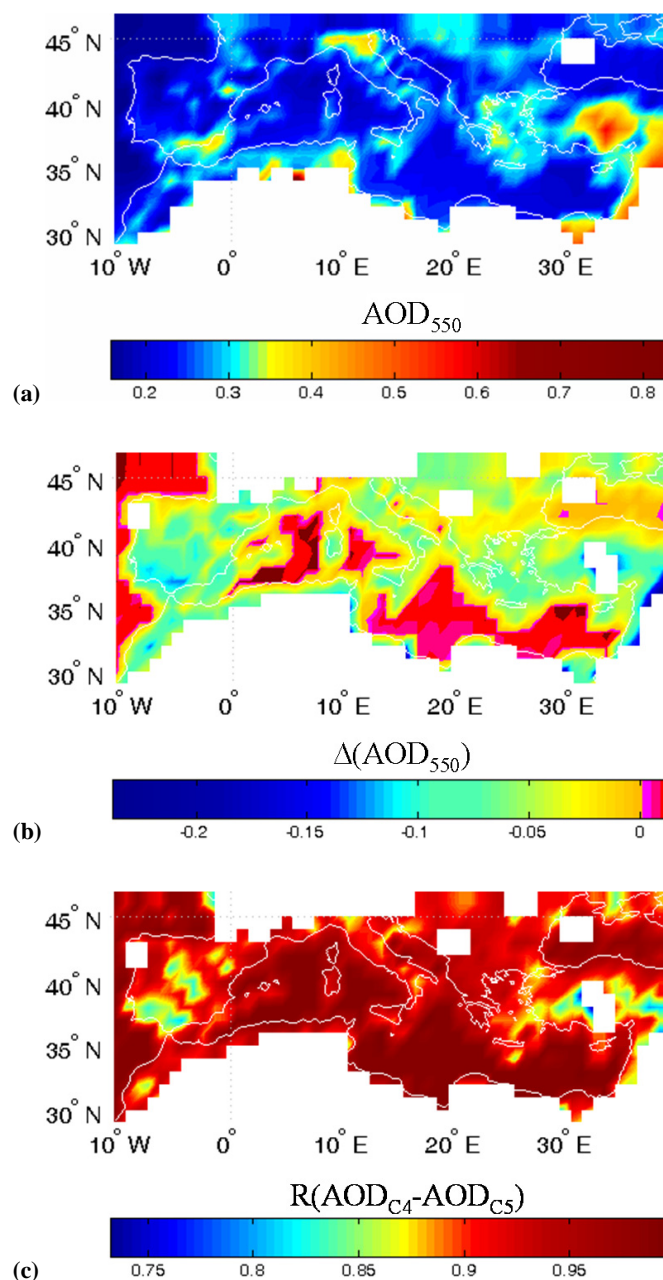 45° N
40° N
35° N
30° N
10° W 0° 10° E 20° E 30° E
AOD550
(a)
0.2 0.3 0.4 0.5 0.6 0.7 0.8
45° N
40° N
35° N
30° N
10° W 0° 10° E 20° E 30° E
Δ(AOD550)
(b)
-0.2 -0.15 -0.1 -0.05 0
45° N
40° N
35° N
30° N
10° W 0° 10° E 20° E 30° E
R(AODC4-AODC5)
(c)
0.75 0.8 0.85 0.9 0.95